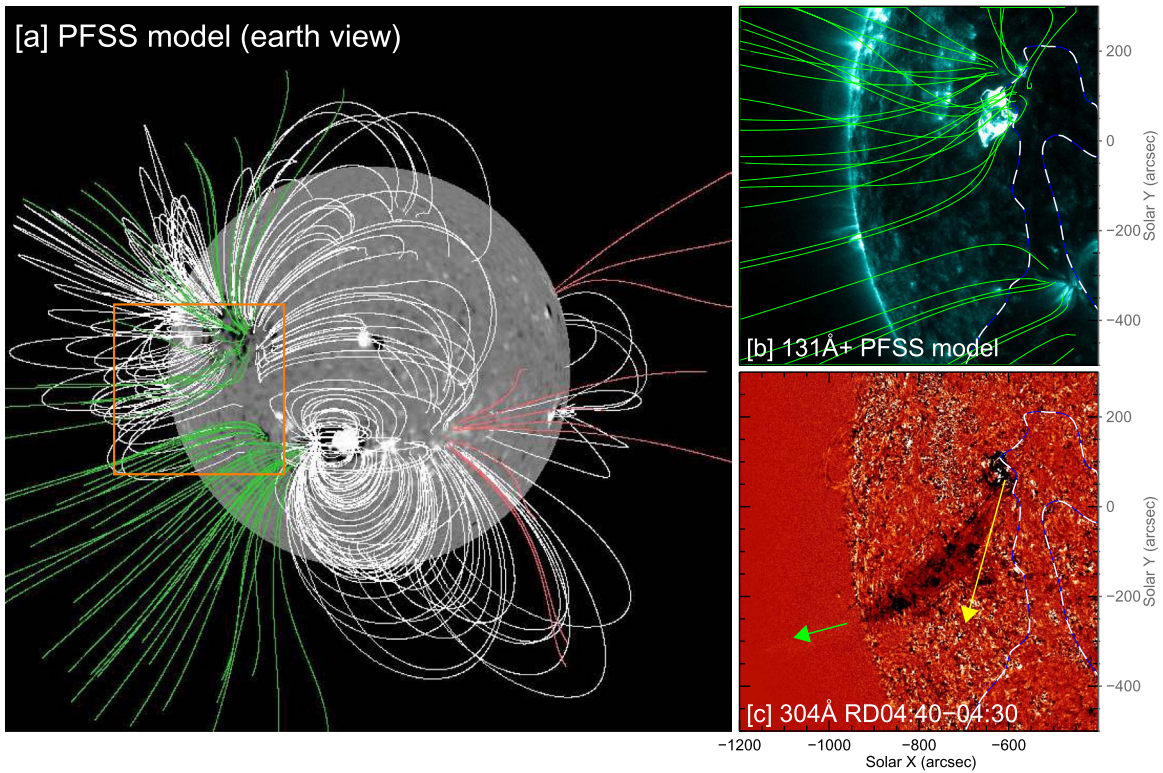 [a] PFSS model (earth view)
200
0
−200
−400
Solar Y (arcsec)
[b] 131Å+ PFSS model
200
0
−200
−400
Solar Y (arcsec)
[c] 304Å RD04:40−04:30
−1200
−1000
−800
−600
Solar X (arcsec)